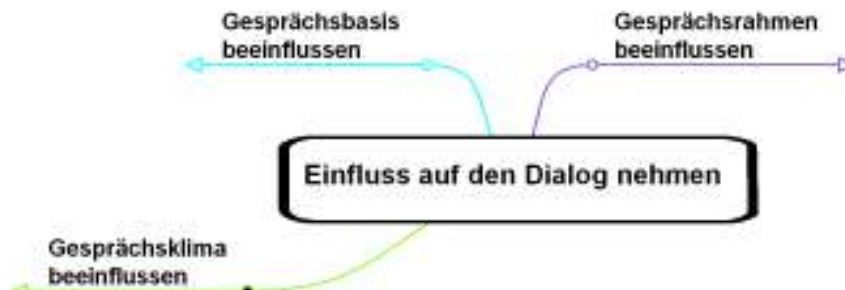 Gesprächsbasis
beeinflussen
Gesprächsrahmen
beeinflussen
Einfluss auf den Dialog nehmen
Gesprächsklima
beeinflussen